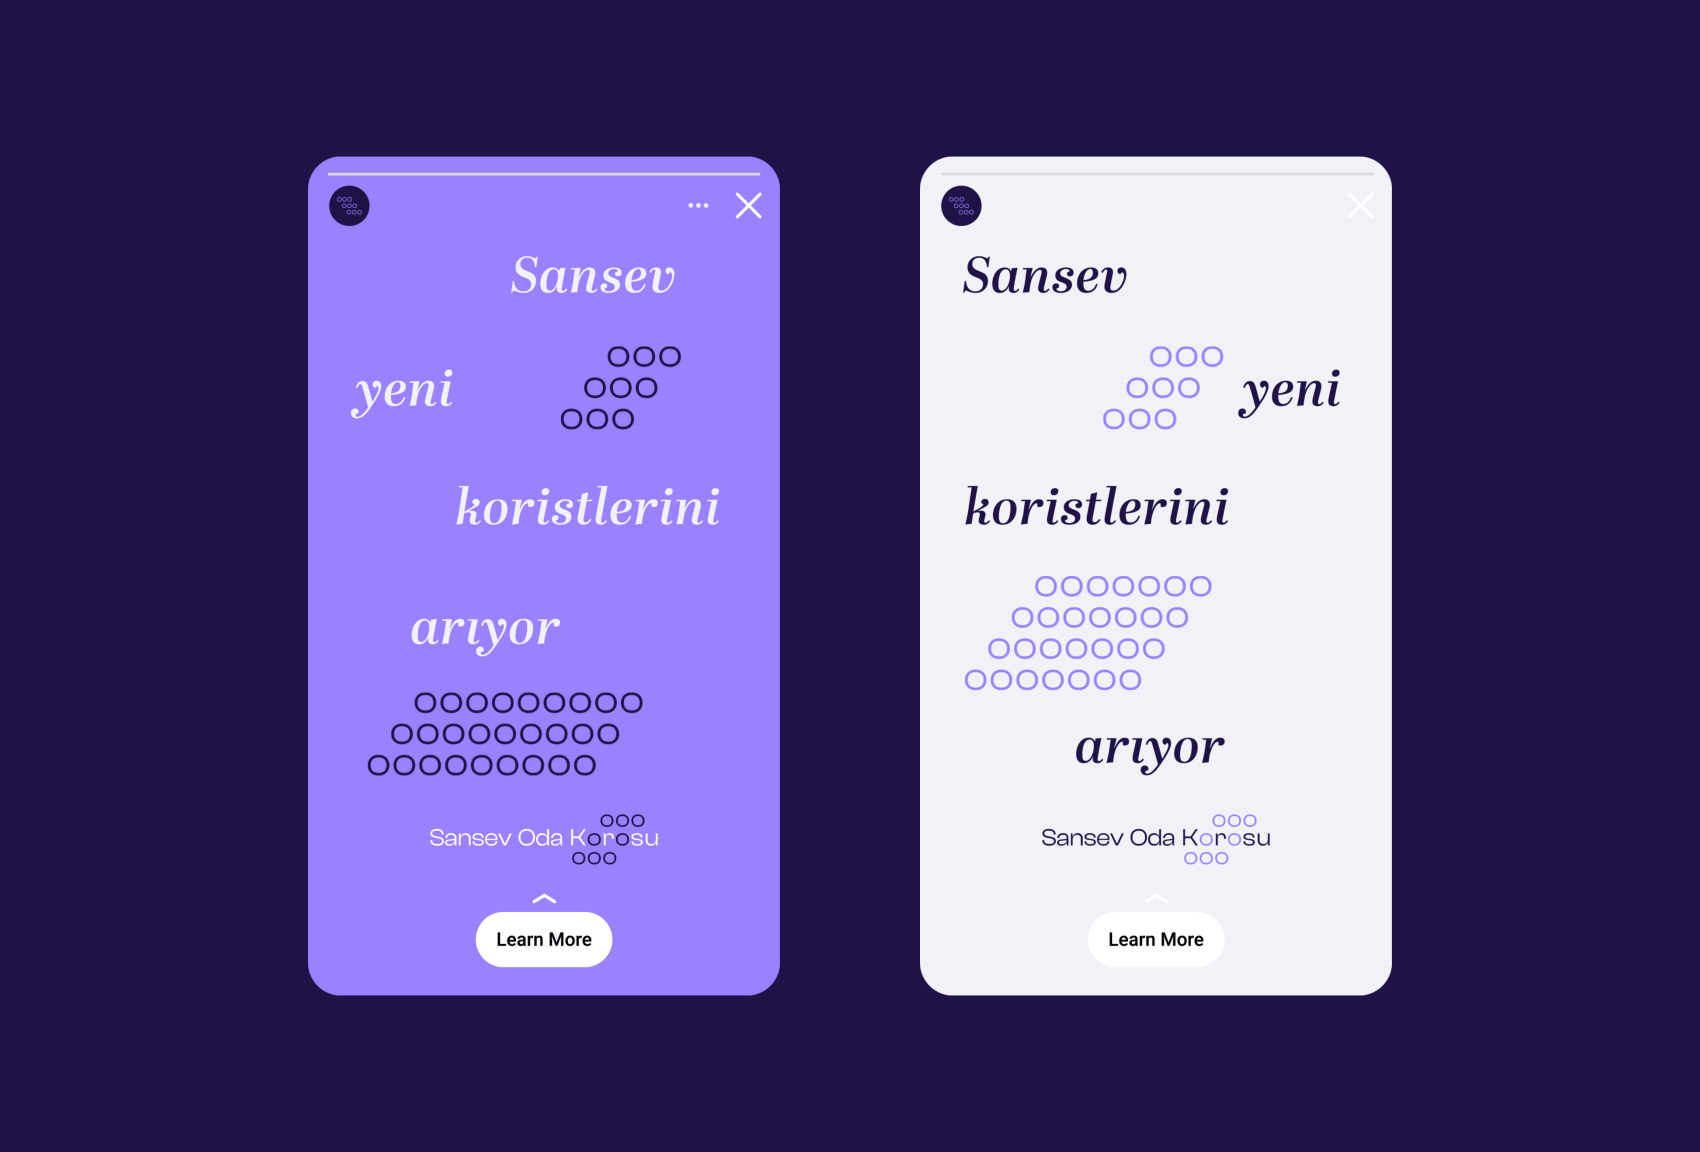 Sansev
yeni
koristlerini
arıyor
Sansev Oda Korosu
Learn More
Sansev
yeni
koristlerini
arıyor
Sansev Oda Korosu
Learn More